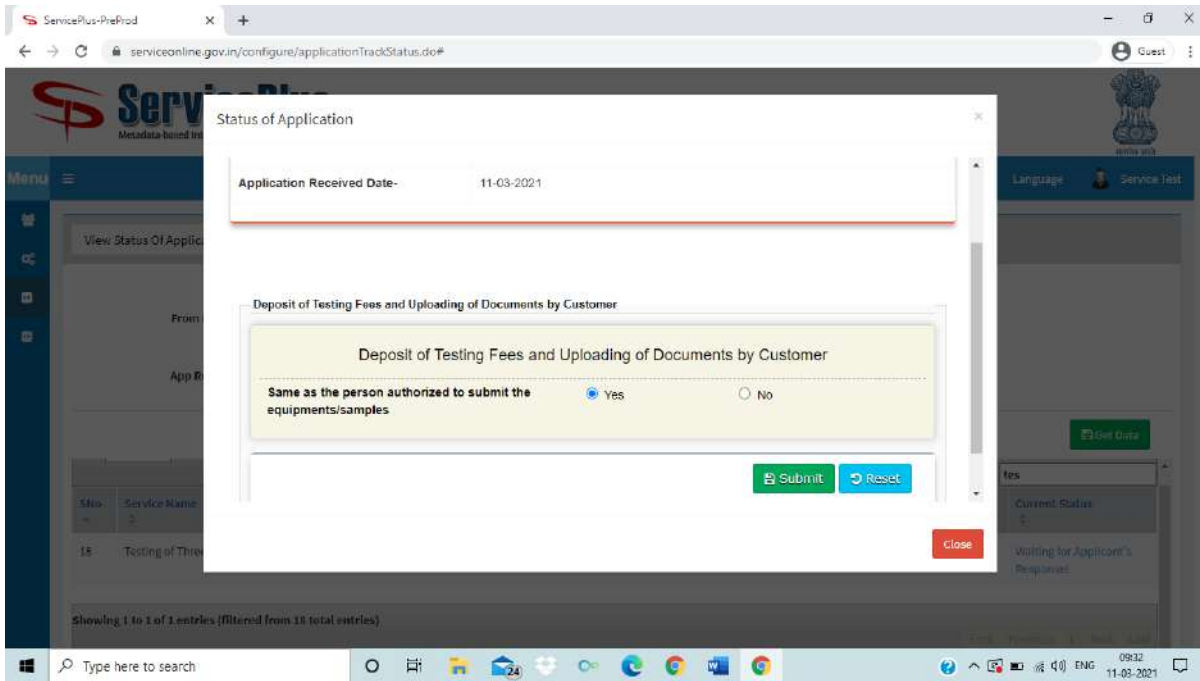 ServicePlus-PreProd
serviceonline.gov.in/configure/applicationTrackStatus.do#
Guest
Status of Application
Menu
Language
Service Test
Application Received Date-
11-03-2021
View Status Of Applic
From
App R
Deposit of Testing Fees and Uploading of Documents by Customer
Deposit of Testing Fees and Uploading of Documents by Customer
Same as the person authorized to submit the
equipments/samples
Yes
No
Get Data
Submit
Reset
tes
SNo
Service Name
Current Status
18
Testing of Three
Waiting for Applicant's
Response
Close
Showing 1 to 1 of 1 entries (filtered from 18 total entries)
Type here to search
24
ENG
09:32
11-03-2021